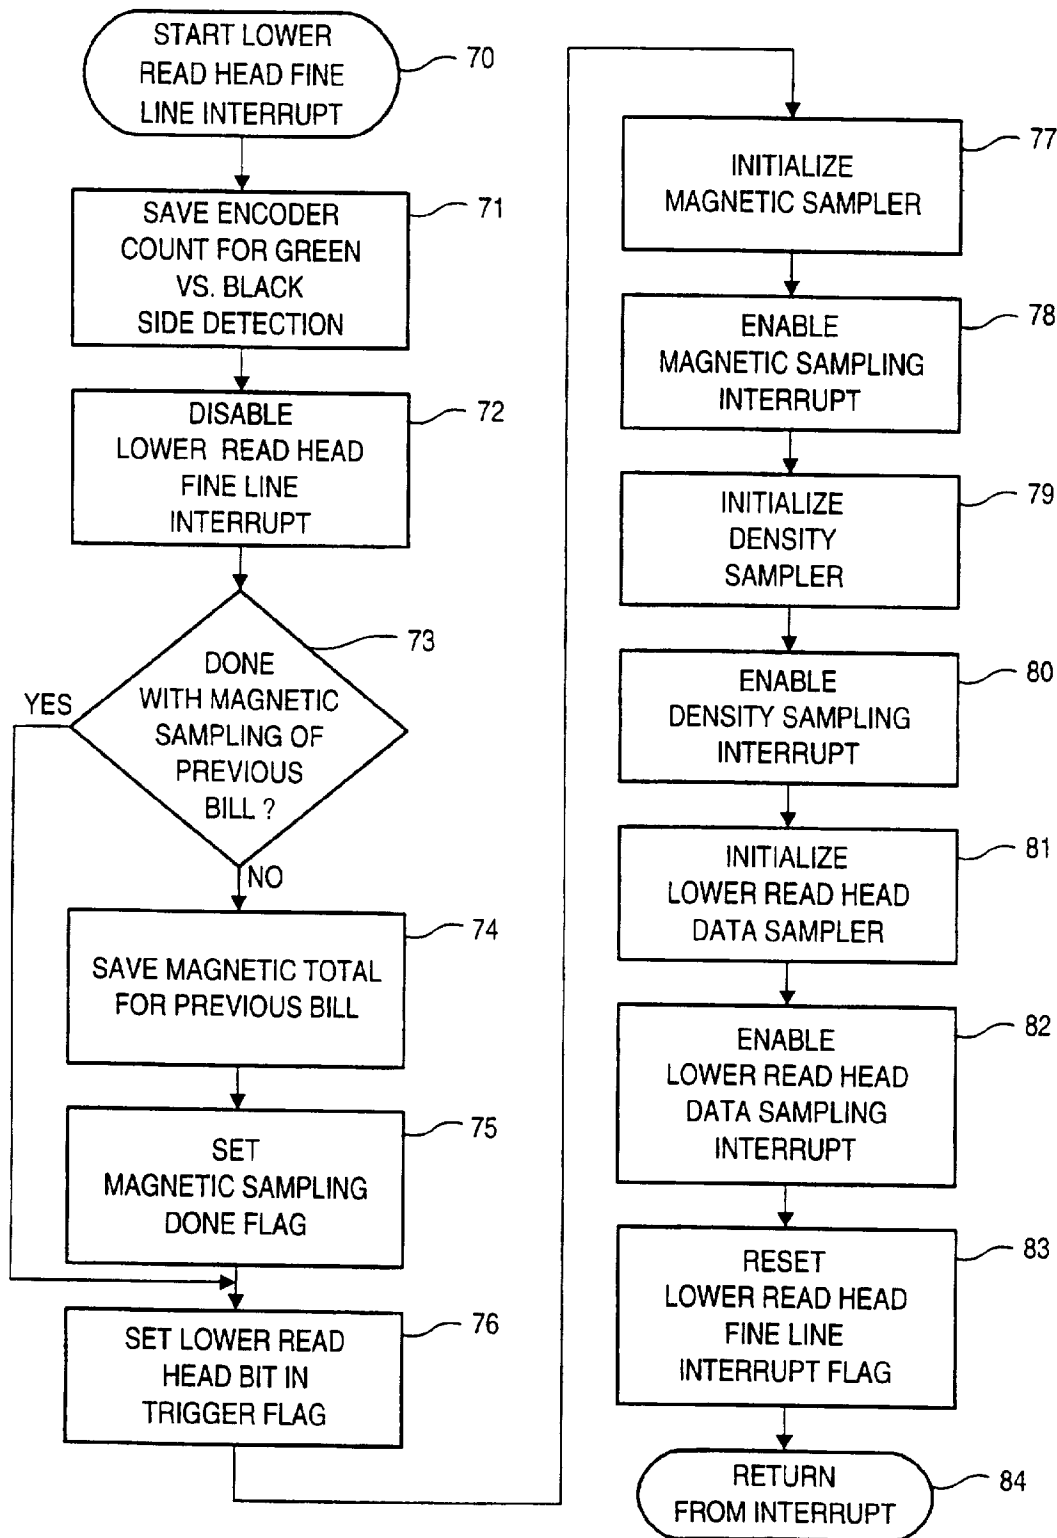 START LOWER
READ HEAD FINE
LINE INTERRUPT
70
SAVE ENCODER
COUNT FOR GREEN
VS. BLACK
SIDE DETECTION
71
DISABLE
LOWER READ HEAD
FINE LINE
INTERRUPT
72
DONE
WITH MAGNETIC
SAMPLING OF
PREVIOUS
BILL ?
73
YES
NO
SAVE MAGNETIC TOTAL
FOR PREVIOUS BILL
74
SET
MAGNETIC SAMPLING
DONE FLAG
75
SET LOWER READ
HEAD BIT IN
TRIGGER FLAG
76
INITIALIZE
MAGNETIC SAMPLER
77
ENABLE
MAGNETIC SAMPLING
INTERRUPT
78
INITIALIZE
DENSITY
SAMPLER
79
ENABLE
DENSITY SAMPLING
INTERRUPT
80
INITIALIZE
LOWER READ HEAD
DATA SAMPLER
81
ENABLE
LOWER READ HEAD
DATA SAMPLING
INTERRUPT
82
RESET
LOWER READ HEAD
FINE LINE
INTERRUPT FLAG
83
RETURN
FROM INTERRUPT
84